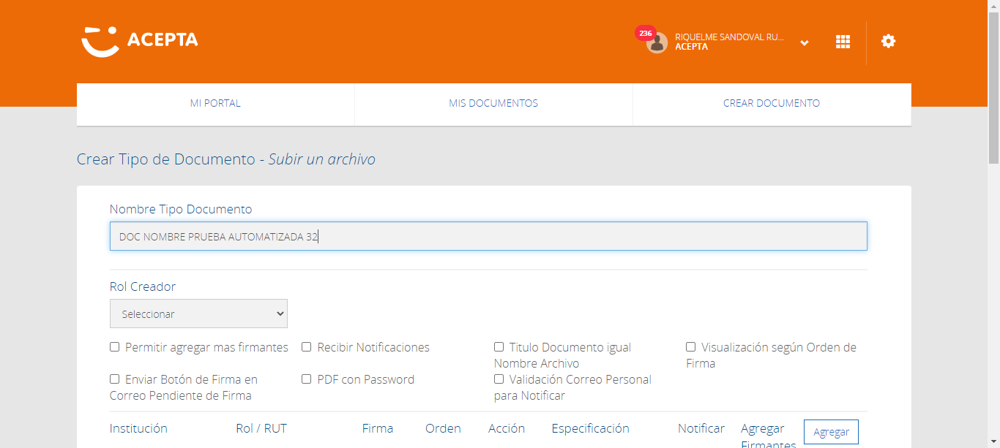 ACEPTA
236
RIQUELME SANDOVAL RU...
ACEPTA
MI PORTAL
MIS DOCUMENTOS
CREAR DOCUMENTO
Crear Tipo de Documento - Subir un archivo
Nombre Tipo Documento
DOC NOMBRE PRUEBA AUTOMATIZADA 32
Rol Creador
Seleccionar
Permitir agregar mas firmantes
Recibir Notificaciones
Titulo Documento igual
Nombre Archivo
Visualización según Orden de
Firma
Enviar Botón de Firma en
Correo Pendiente de Firma
PDF con Password
Validación Correo Personal
para Notificar
Institución
Rol / RUT
Firma
Orden
Acción
Especificación
Notificar
Agregar
Firmantes
Agregar